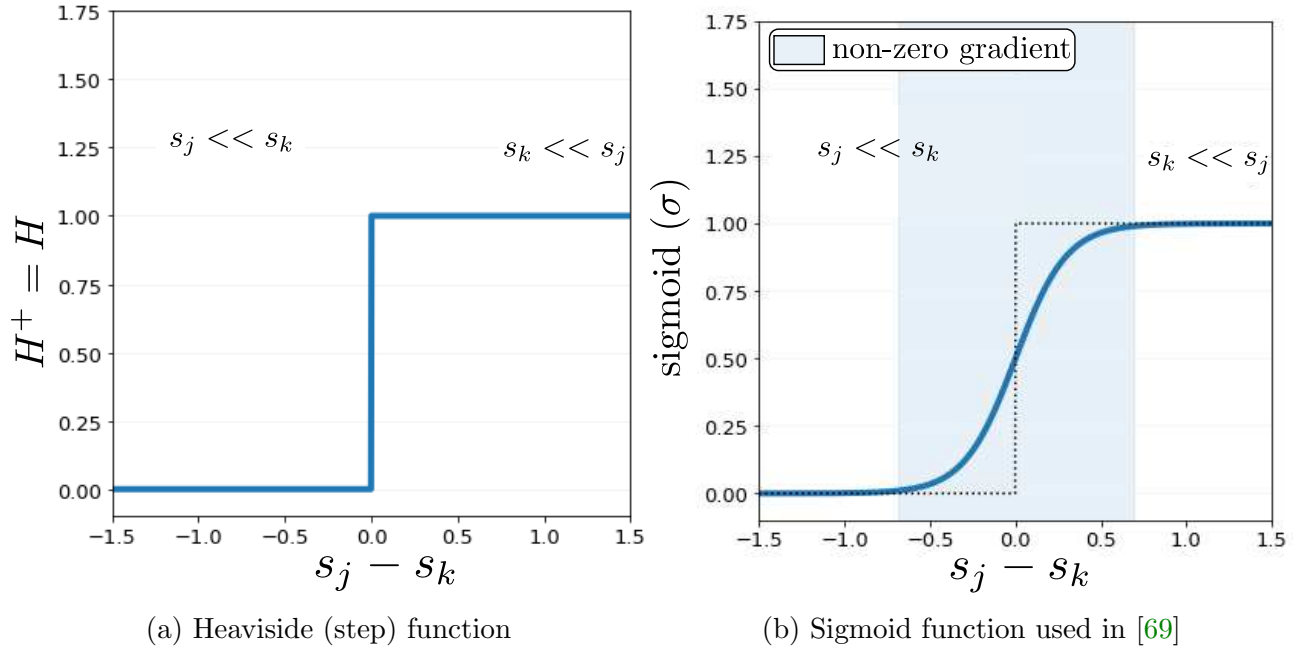 1.75
1.50
1.25
1.00
0.75
0.50
0.25
0.00
−1.5 −1.0 −0.5 0.0 0.5 1.0 1.5
s_j << s_k
s_k << s_j
H^+ = H
s_j − s_k
(a) Heaviside (step) function
non-zero gradient
1.75
1.50
1.25
1.00
0.75
0.50
0.25
0.00
−1.5 −1.0 −0.5 0.0 0.5 1.0 1.5
s_j << s_k
s_k << s_j
sigmoid (σ)
s_j − s_k
(b) Sigmoid function used in [69]